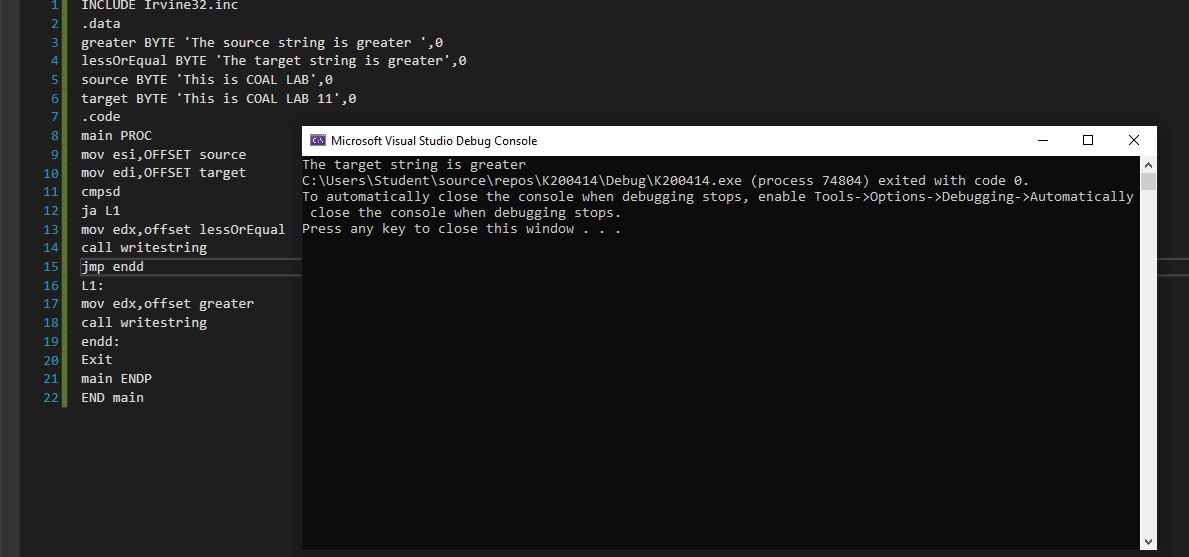 1 INCLUDE Irvine32.inc
2 .data
3 greater BYTE 'The source string is greater ',0
4 lessOrEqual BYTE 'The target string is greater',0
5 source BYTE 'This is COAL LAB',0
6 target BYTE 'This is COAL LAB 11',0
7 .code
8 main PROC
9 mov esi,OFFSET source
10 mov edi,OFFSET target
11 cmpsd
12 ja L1
13 mov edx,offset lessOrEqual
14 call writestring
15 jmp endd
16 L1:
17 mov edx,offset greater
18 call writestring
19 endd:
20 Exit
21 main ENDP
22 END main
Microsoft Visual Studio Debug Console
The target string is greater
C:\Users\Student\source\repos\K200414\Debug\K200414.exe (process 74804) exited with code 0.
To automatically close the console when debugging stops, enable Tools->Options->Debugging->Automatically
close the console when debugging stops.
Press any key to close this window . . .